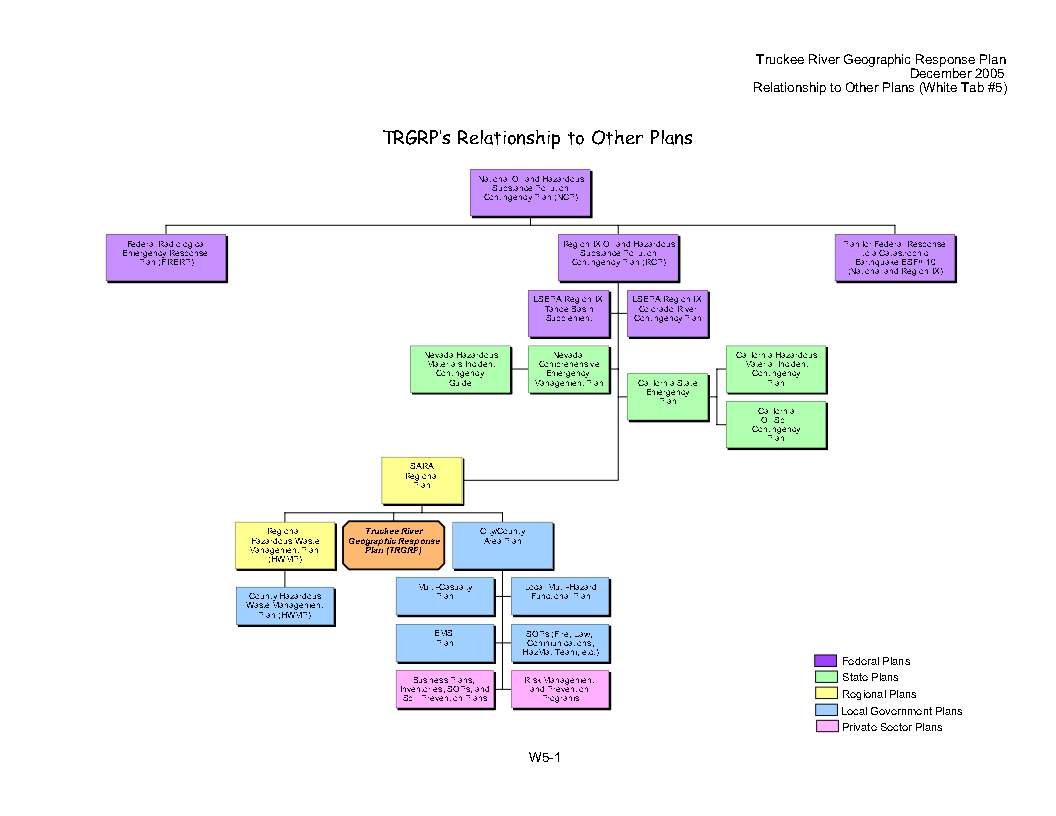 Truckee River Geographic Response Plan
December 2005
Relationship to Other Plans (White Tab #5)
TRGRP's Relationship to Other Plans
National Oil and Hazardous
Substance Pollution
Contingency Plan (NCP)
Federal Radiological
Emergency Response
Plan (FRERP)
Region IX Oil and Hazardous
Substance Pollution
Contingency Plan (RCP)
Plan for Federal Response
to a Catastrophic
Earthquake ESF# 10
(National and Region IX)
USEPA Region IX
Tahoe Basin
Supplement
USEPA Region IX
Colorado River
Contingency Plan
Nevada Hazardous
Materials Incident
Contingency
Guide
Nevada
Comprehensive
Emergency
Management Plan
California State
Emergency
Plan
California Hazardous
Material Incident
Contingency
Plan
California
Oil Spill
Contingency
Plan
SARA
Regional
Plan
Regional
Hazardous Waste
Management Plan
(HWMP)
Truckee River
Geographic Response
Plan (TRGRP)
City/County
Area Plan
County Hazardous
Waste Management
Plan (HWMP)
Multi-Casualty
Plan
Local Multi-Hazard
Functional Plan
EMS
Plan
SOPs (Fire, Law,
Communications,
HazMat Team, etc.)
Business Plans,
Inventories, SOPs, and
Spill Prevention Plans
Risk Management
and Prevention
Programs
Federal Plans
State Plans
Regional Plans
Local Government Plans
Private Sector Plans
W5-1